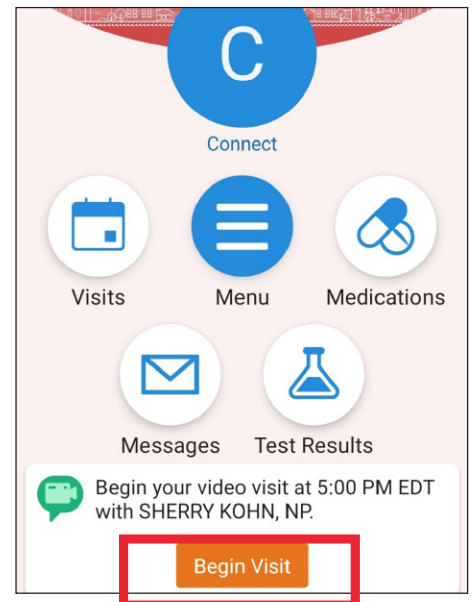 C
Connect
Visits
Menu
Medications
Messages
Test Results
Begin your video visit at 5:00 PM EDT
with SHERRY KOHN, NP.
Begin Visit